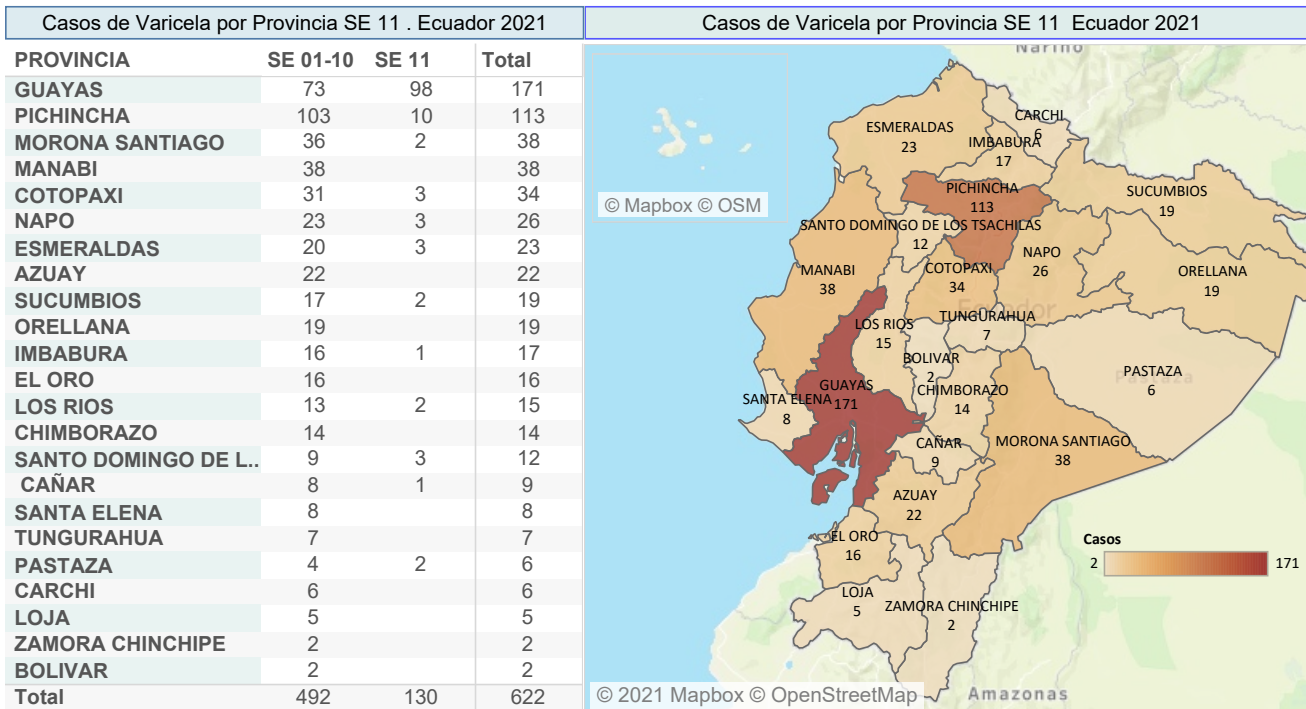 Casos de Varicela por Provincia SE 11 . Ecuador 2021
PROVINCIA SE 01-10 SE 11 Total
GUAYAS 73 98 171
PICHINCHA 103 10 113
MORONA SANTIAGO 36 2 38
MANABI 38 38
COTOPAXI 31 3 34
NAPO 23 3 26
ESMERALDAS 20 3 23
AZUAY 22 22
SUCUMBIOS 17 2 19
ORELLANA 19 19
IMBABURA 16 1 17
EL ORO 16 16
LOS RIOS 13 2 15
CHIMBORAZO 14 14
SANTO DOMINGO DE L.. 9 3 12
CAÑAR 8 1 9
SANTA ELENA 8 8
TUNGURAHUA 7 7
PASTAZA 4 2 6
CARCHI 6 6
LOJA 5 5
ZAMORA CHINCHIPE 2 2
BOLIVAR 2 2
Total 492 130 622
Casos de Varicela por Provincia SE 11 Ecuador 2021
Nariño
CARCHI
6
ESMERALDAS
23
IMBABURA
17
PICHINCHA
113
SUCUMBIOS
19
© Mapbox © OSM
SANTO DOMINGO DE LOS TSACHILAS
12
NAPO
26
MANABI
38
COTOPAXI
34
ORELLANA
19
Ecuador
TUNGURAHUA
7
LOS RIOS
15
BOLIVAR
2
PASTAZA
6
Pastaza
GUAYAS
171
CHIMBORAZO
14
SANTA ELENA
8
CAÑAR
9
MORONA SANTIAGO
38
AZUAY
22
EL ORO
16
Casos
2 171
LOJA
5
ZAMORA CHINCHIPE
2
© 2021 Mapbox © OpenStreetMap
Amazonas